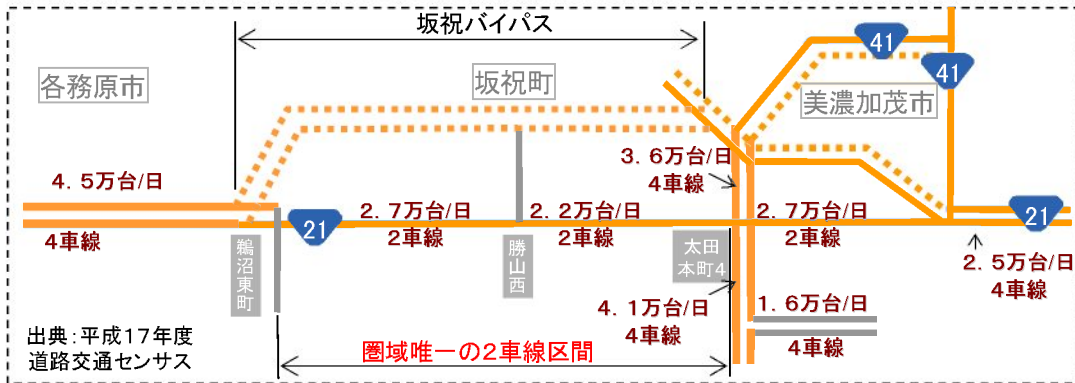 坂祝バイパス
各務原市
坂祝町
美濃加茂市
41
41
4.5万台/日
4車線
21
2.7万台/日
2車線
2.2万台/日
2車線
3.6万台/日
4車線
2.7万台/日
2車線
21
2.5万台/日
4車線
鵜沼東町
勝山西
太田
本町4
4.1万台/日
4車線
1.6万台/日
4車線
圏域唯一の2車線区間
出典:平成17年度
道路交通センサス